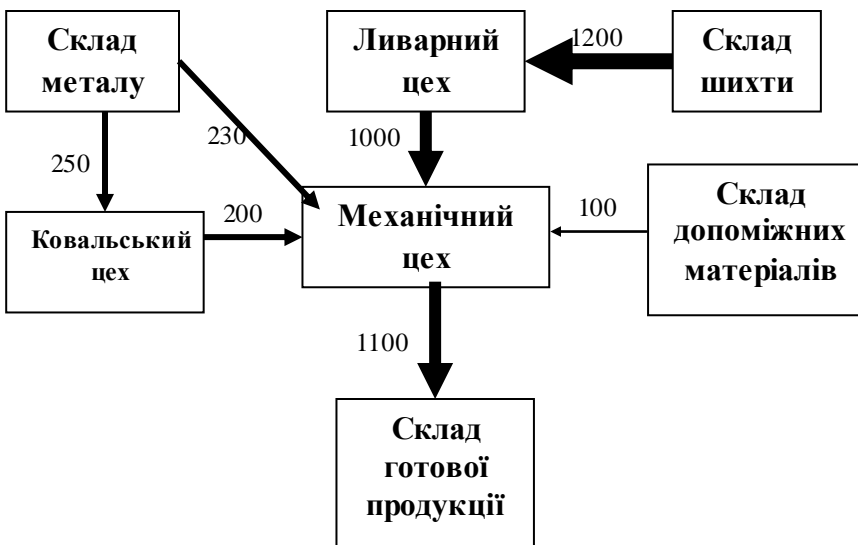 Склад
металу
Ливарний
цех
1200
Склад
шихти
250
230
1000
Ковальський
цех
200
Механічний
цех
100
Склад
допоміжних
матеріалів
1100
Склад
готової
продукції